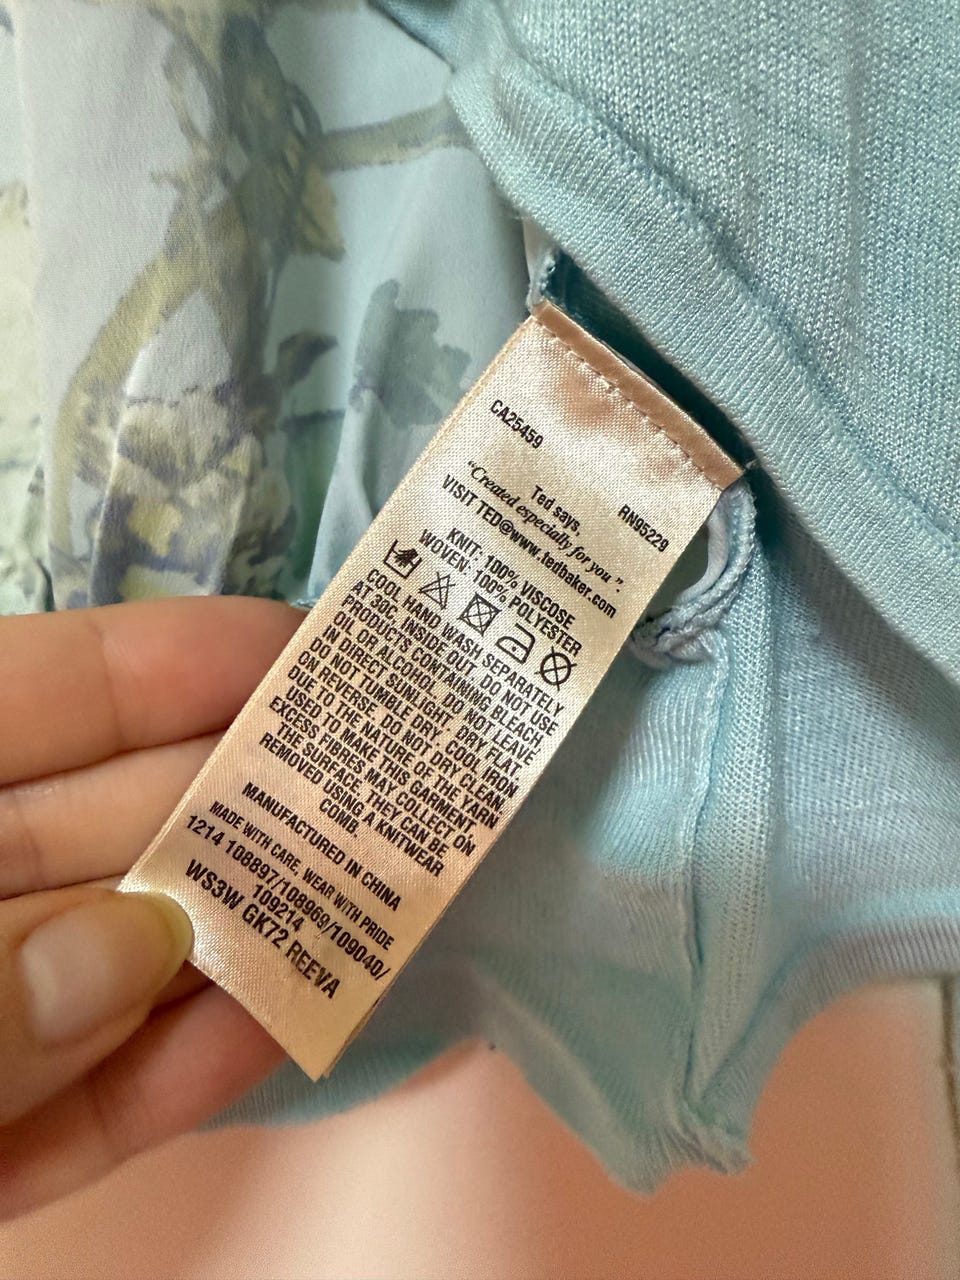 CA25459
RN95229
Ted says,
“Created especially for you”.
VISIT TED@www.tedbaker.com
KNIT: 100% VISCOSE
WOVEN: 100% POLYESTER
COOL HAND WASH SEPARATELY
AT 30C INSIDE OUT, DO NOT USE
PRODUCTS CONTAINING BLEACH,
OIL OR ALCOHOL. DO NOT LEAVE
IN DIRECT SUNLIGHT. DRY FLAT.
DO NOT TUMBLE DRY. COOL IRON
ON REVERSE. DO NOT DRY CLEAN.
DUE TO THE NATURE OF THE YARN
USED TO MAKE THIS GARMENT,
EXCESS FIBRES MAY COLLECT ON
THE SURFACE. THEY CAN BE
REMOVED USING A KNITWEAR
COMB.
MANUFACTURED IN CHINA
MADE WITH CARE, WEAR WITH PRIDE
1214 108897/108969/109040/
109214
WS3W GK72 REEVA